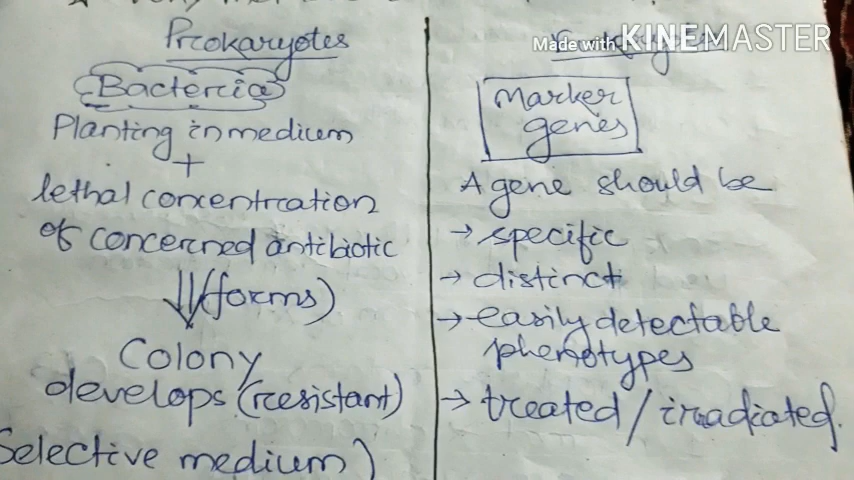 Prokaryotes
Bacteria
Planting in medium
+
lethal concentration
of concerned antibiotic
(forms)
Colony
develops (resistant)
Selective medium)
Made with KINEMASTER
Marker
genes
A gene should be
→ specific
→ distinct
→ easily detectable
phenotypes
→ treated / irradiated.